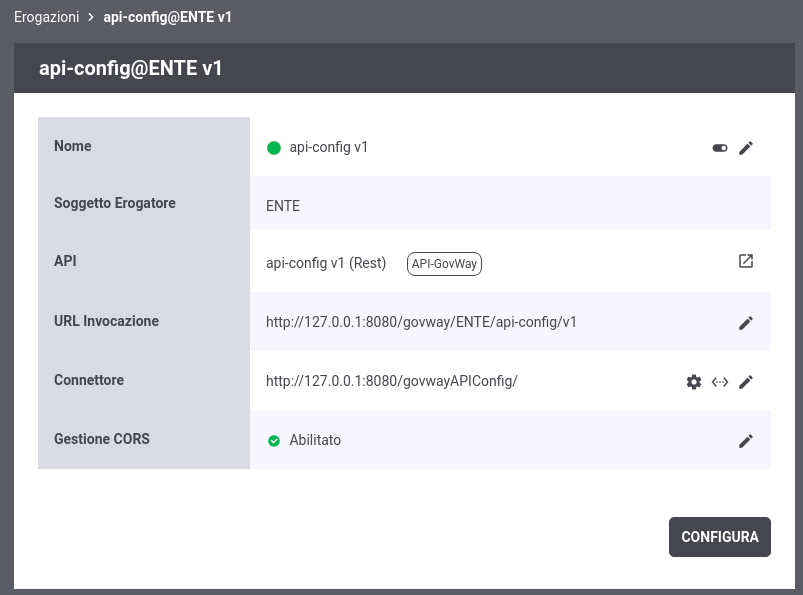 Erogazioni > api-config@ENTE v1
api-config@ENTE v1
Nome api-config v1
Soggetto Erogatore ENTE
API api-config v1 (Rest) API-GovWay
URL Invocazione http://127.0.0.1:8080/govway/ENTE/api-config/v1
Connettore http://127.0.0.1:8080/govwayAPIConfig/
Gestione CORS Abilitato
CONFIGURA